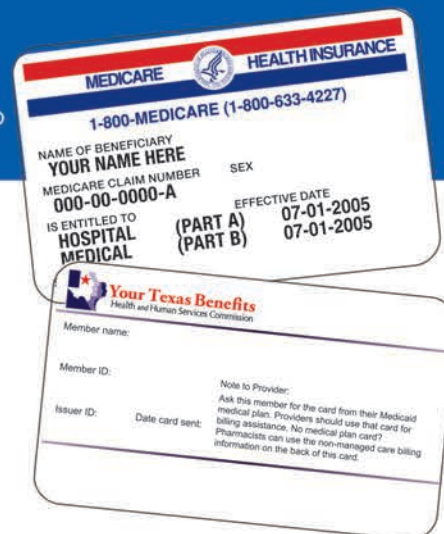 MEDICARE HEALTH INSURANCE
1-800-MEDICARE (1-800-633-4227)
NAME OF BENEFICIARY
YOUR NAME HERE
MEDICARE CLAIM NUMBER SEX
000-00-0000-A
IS ENTITLED TO EFFECTIVE DATE
HOSPITAL (PART A) 07-01-2005
MEDICAL (PART B) 07-01-2005
Your Texas Benefits
Health and Human Services Commission
Member name:
Member ID:
Note to Provider:
Ask this member for the card from their Medicaid
medical plan. Providers should use that card for
billing assistance. No medical plan card?
Pharmacists can use the non-managed care billing
information on the back of this card.
Issuer ID: Date card sent: